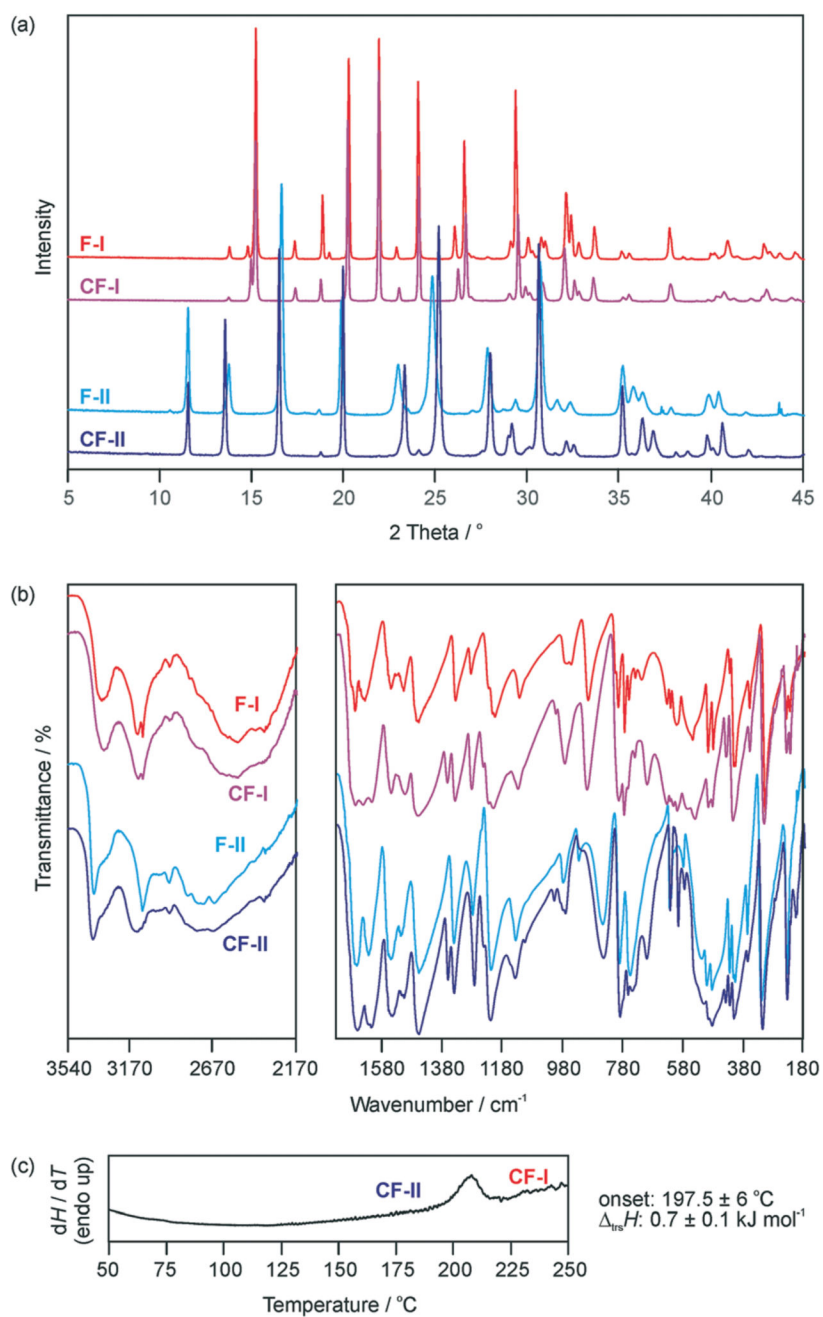 (a)
Intensity
F-I
CF-I
F-II
CF-II
5 10 15 20 25 30 35 40 45
2 Theta / °
(b)
Transmittance / %
F-I
CF-I
F-II
CF-II
3540 3170 2670 2170 1580 1380 1180 980 780 580 380 180
Wavenumber / cm⁻¹
(c)
dH / dT
(endo up)
CF-II
CF-I
onset: 197.5 ± 6 °C
ΔtrsH: 0.7 ± 0.1 kJ mol⁻¹
50 75 100 125 150 175 200 225 250
Temperature / °C